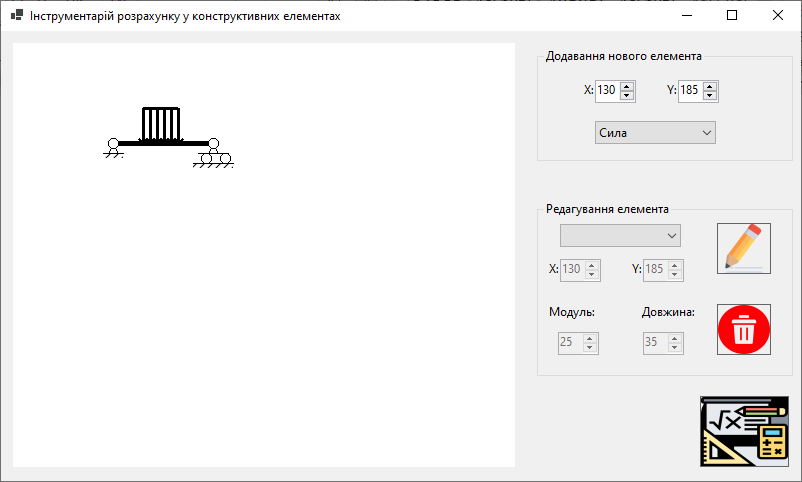 Інструментарій розрахунку у конструктивних елементах
Додавання нового елемента
X: 130 Y: 185
Сила
Редагування елемента
X: 130 Y: 185
Модуль: Довжина:
25 35
√x